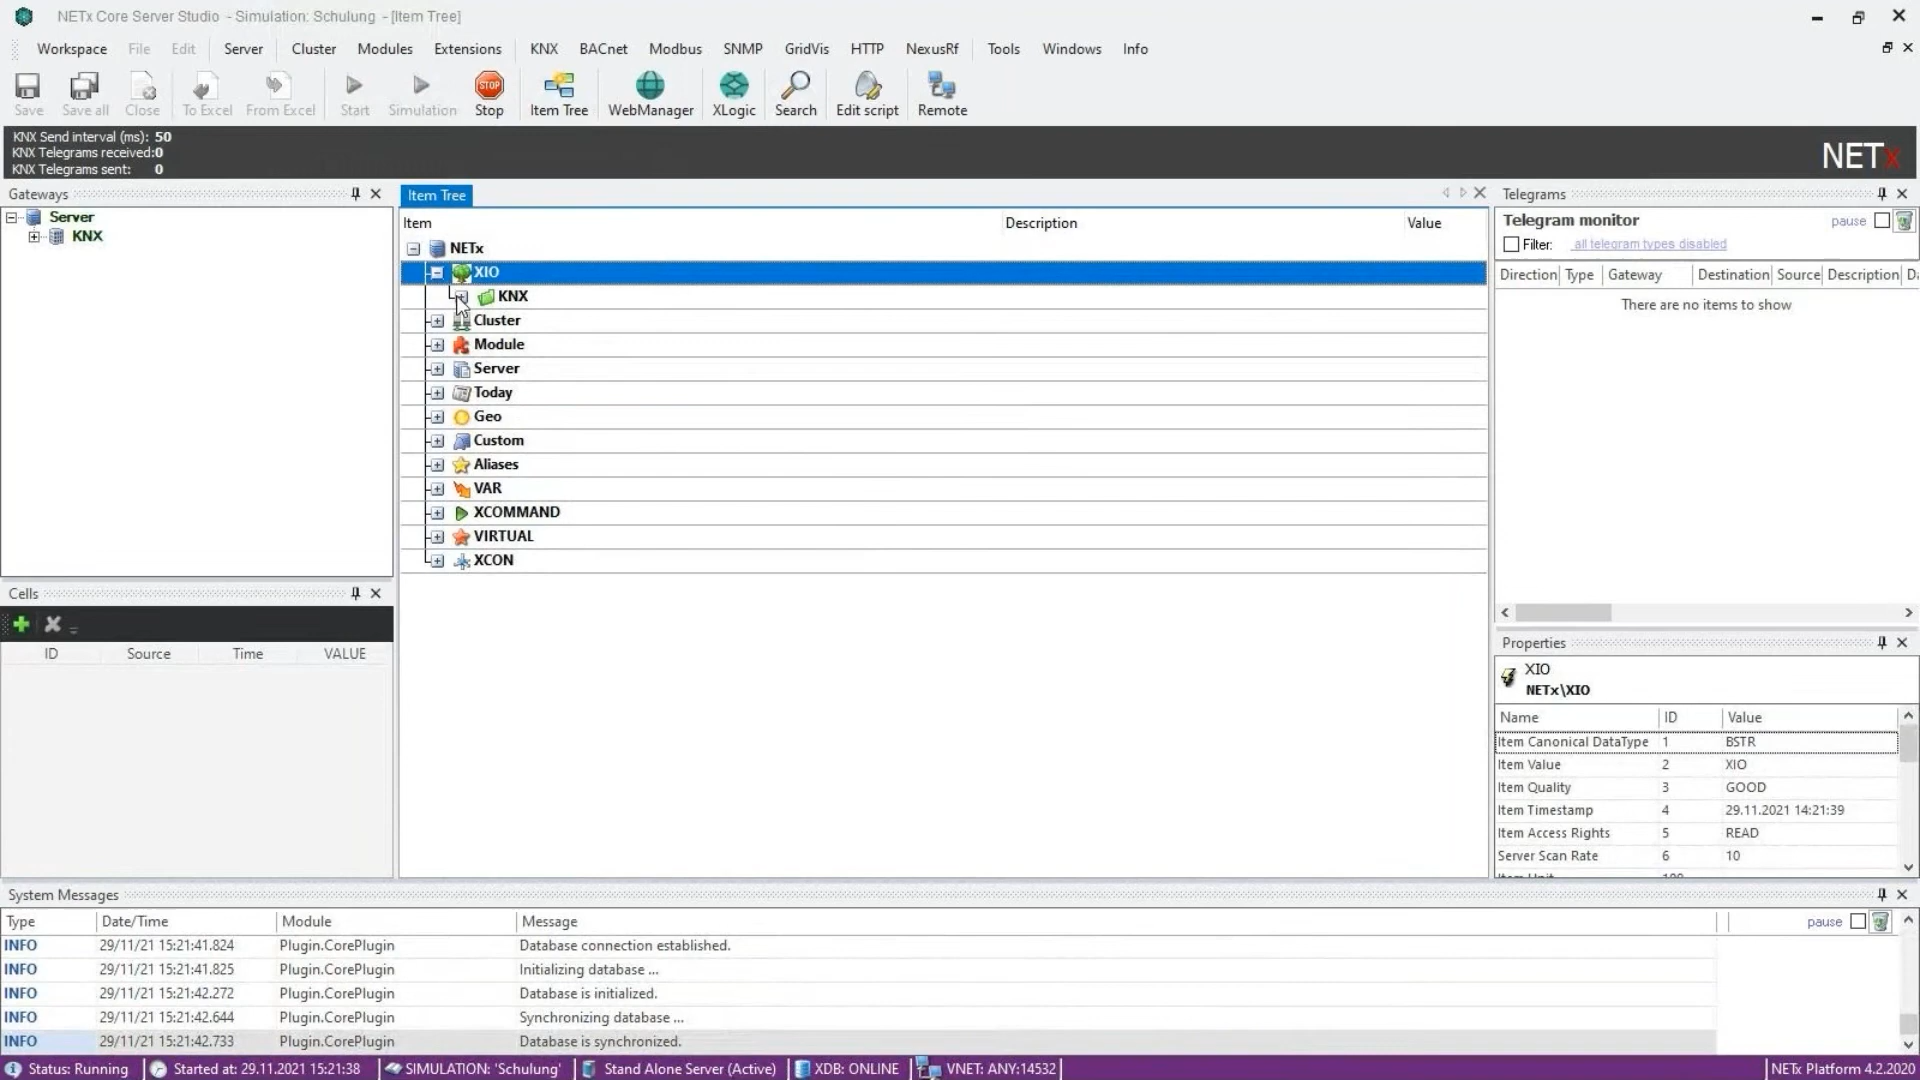 NETx Core Server Studio - Simulation: Schulung - [Item Tree]
Workspace File Edit Server Cluster Modules Extensions KNX BACnet Modbus SNMP GridVis HTTP NexusRf Tools Windows Info
STOP
Save Save all Close To Excel From Excel Start Simulation Stop Item Tree WebManager XLogic Search Edit script Remote
KNX Send interval (ms): 50
KNX Telegrams received:0
KNX Telegrams sent: 0
NETx
Gateways
Server
KNX
Cells
ID Source Time VALUE
Item Tree
Item Description Value
NETx
XIO
KNX
Cluster
Module
Server
Today
Geo
Custom
Aliases
VAR
XCOMMAND
VIRTUAL
XCON
Telegrams
Telegram monitor pause
Filter: all telegram types disabled
Direction Type Gateway Destination Source Description
There are no items to show
Properties
XIO
NETx\XIO
Name ID Value
Item Canonical DataType 1 BSTR
Item Value 2 XIO
Item Quality 3 GOOD
Item Timestamp 4 29.11.2021 14:21:39
Item Access Rights 5 READ
Server Scan Rate 6 10
System Messages
Type Date/Time Module Message pause
INFO 29/11/21 15:21:41.824 Plugin.CorePlugin Database connection established.
INFO 29/11/21 15:21:41.825 Plugin.CorePlugin Initializing database ...
INFO 29/11/21 15:21:42.272 Plugin.CorePlugin Database is initialized.
INFO 29/11/21 15:21:42.644 Plugin.CorePlugin Synchronizing database ...
INFO 29/11/21 15:21:42.733 Plugin.CorePlugin Database is synchronized.
Status: Running Started at: 29.11.2021 15:21:38 SIMULATION: 'Schulung' Stand Alone Server (Active) XDB: ONLINE VNET: ANY:14532 NETx Platform 4.2.2020